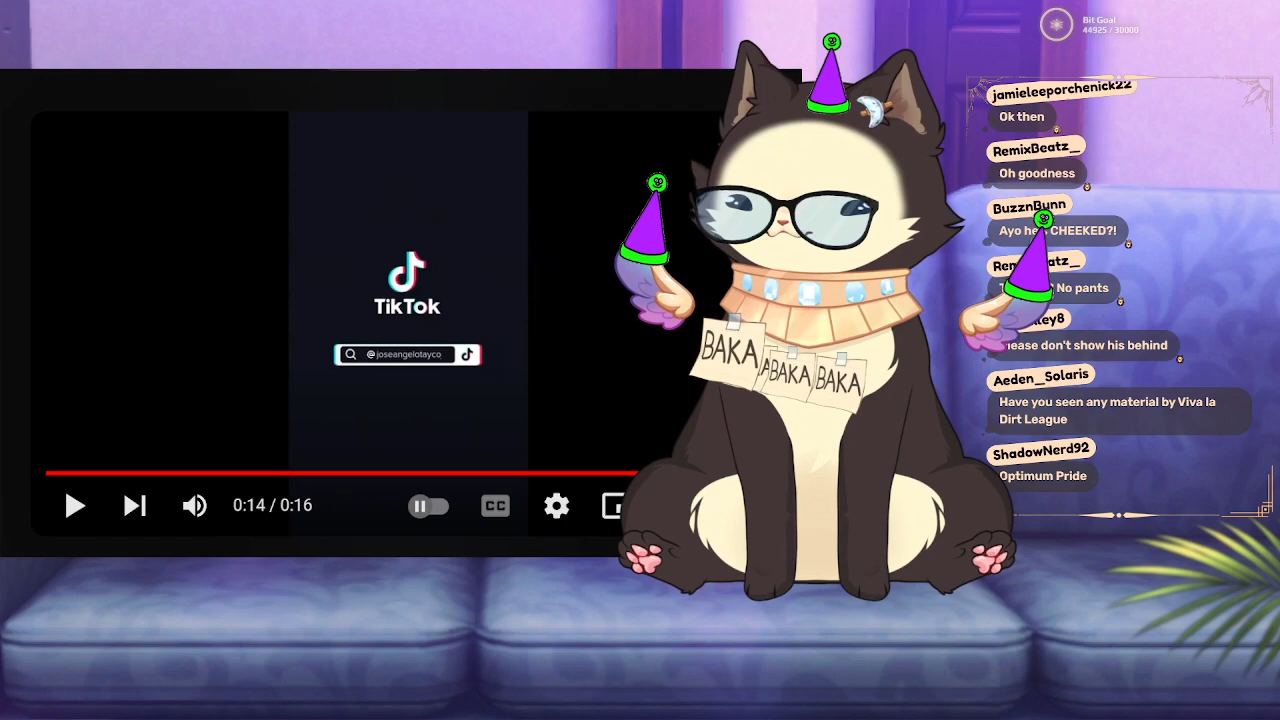 Bit Goal
44925 / 30000
TikTok
@joseangelotayco
0:14 / 0:16
CC
BAKA
BAKA
BAKA
jamieleeporchenick22
Ok then
RemixBeatz_
Oh goodness
BuzznBunn
Ayo he CHEEKED?!
No pants
don't show his behind
Aeden_Solaris
Have you seen any material by Viva la
Dirt League
ShadowNerd92
Optimum Pride